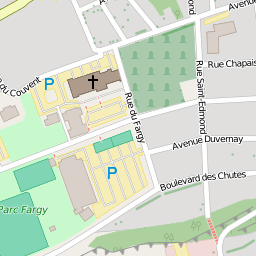 Avenue
du Couvent
P
Rue Chapais
Rue du Fargy
Rue Saint-Edmond
Avenue Duvernay
P
Boulevard des Chutes
Parc Fargy